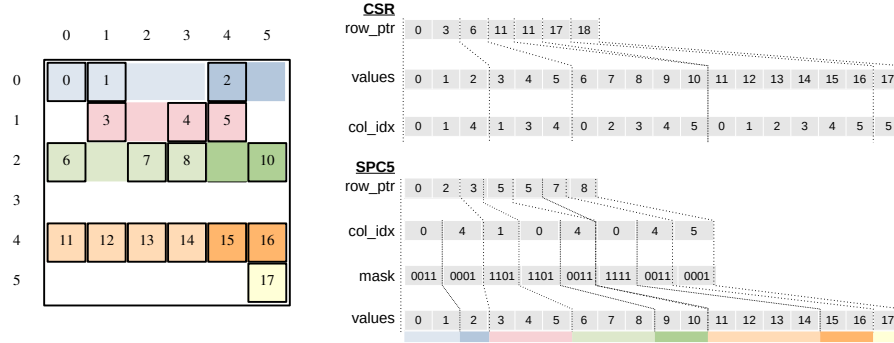 0 1 2 3 4 5
0 0 1 2
1 3 4 5
2 6 7 8 10
3
4 11 12 13 14 15 16
5 17
CSR
row_ptr 0 3 6 11 11 17 18
values 0 1 2 3 4 5 6 7 8 9 10 11 12 13 14 15 16 17
col_idx 0 1 4 1 3 4 0 2 3 4 5 0 1 2 3 4 5 5
SPC5
row_ptr 0 2 3 5 5 7 8
col_idx 0 4 1 0 4 0 4 5
mask 0011 0001 1101 1101 0011 1111 0011 0001
values 0 1 2 3 4 5 6 7 8 9 10 11 12 13 14 15 16 17